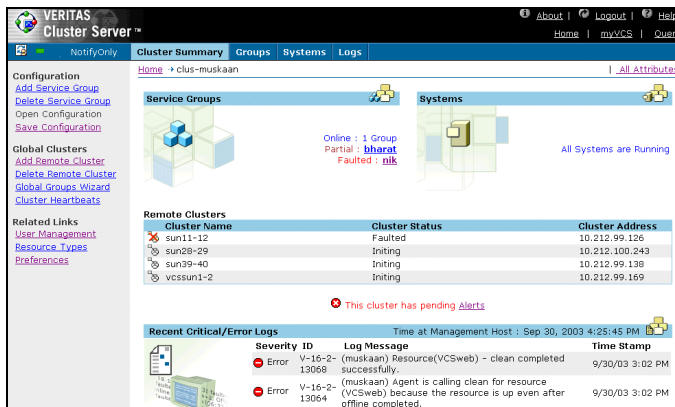 VERITAS
Cluster Server ™
About | Logout | Help
Home | myVCS |
NotifyOnly
Cluster Summary Groups Systems Logs
Home clus-muskaan | All Attributes
Configuration
Add Service Group
Delete Service Group
Open Configuration
Save Configuration
Global Clusters
Add Remote Cluster
Delete Remote Cluster
Global Groups Wizard
Cluster Heartbeats
Related Links
User Management
Resource Types
Preferences
Service Groups
Online : 1 Group
Partial : bharat
Faulted : nik
Systems
All Systems are Running
Remote Clusters
Cluster Name Cluster Status Cluster Address
sun11-12 Faulted 10.212.99.126
sun28-29 Initing 10.212.100.243
sun39-40 Initing 10.212.99.138
vcssun1-2 Initing 10.212.99.169
This cluster has pending Alerts
Recent Critical/Error Logs Time at Management Host : Sep 30, 2003 4:25:45 PM
Severity ID Log Message Time Stamp
Error V-16-2-13068 (muskaan) Resource(VCSweb) - clean completed successfully. 9/30/03 3:02 PM
Error V-16-2-13064 (muskaan) Agent is calling clean for resource (VCSweb) because the resource is up even after offline completed. 9/30/03 3:02 PM